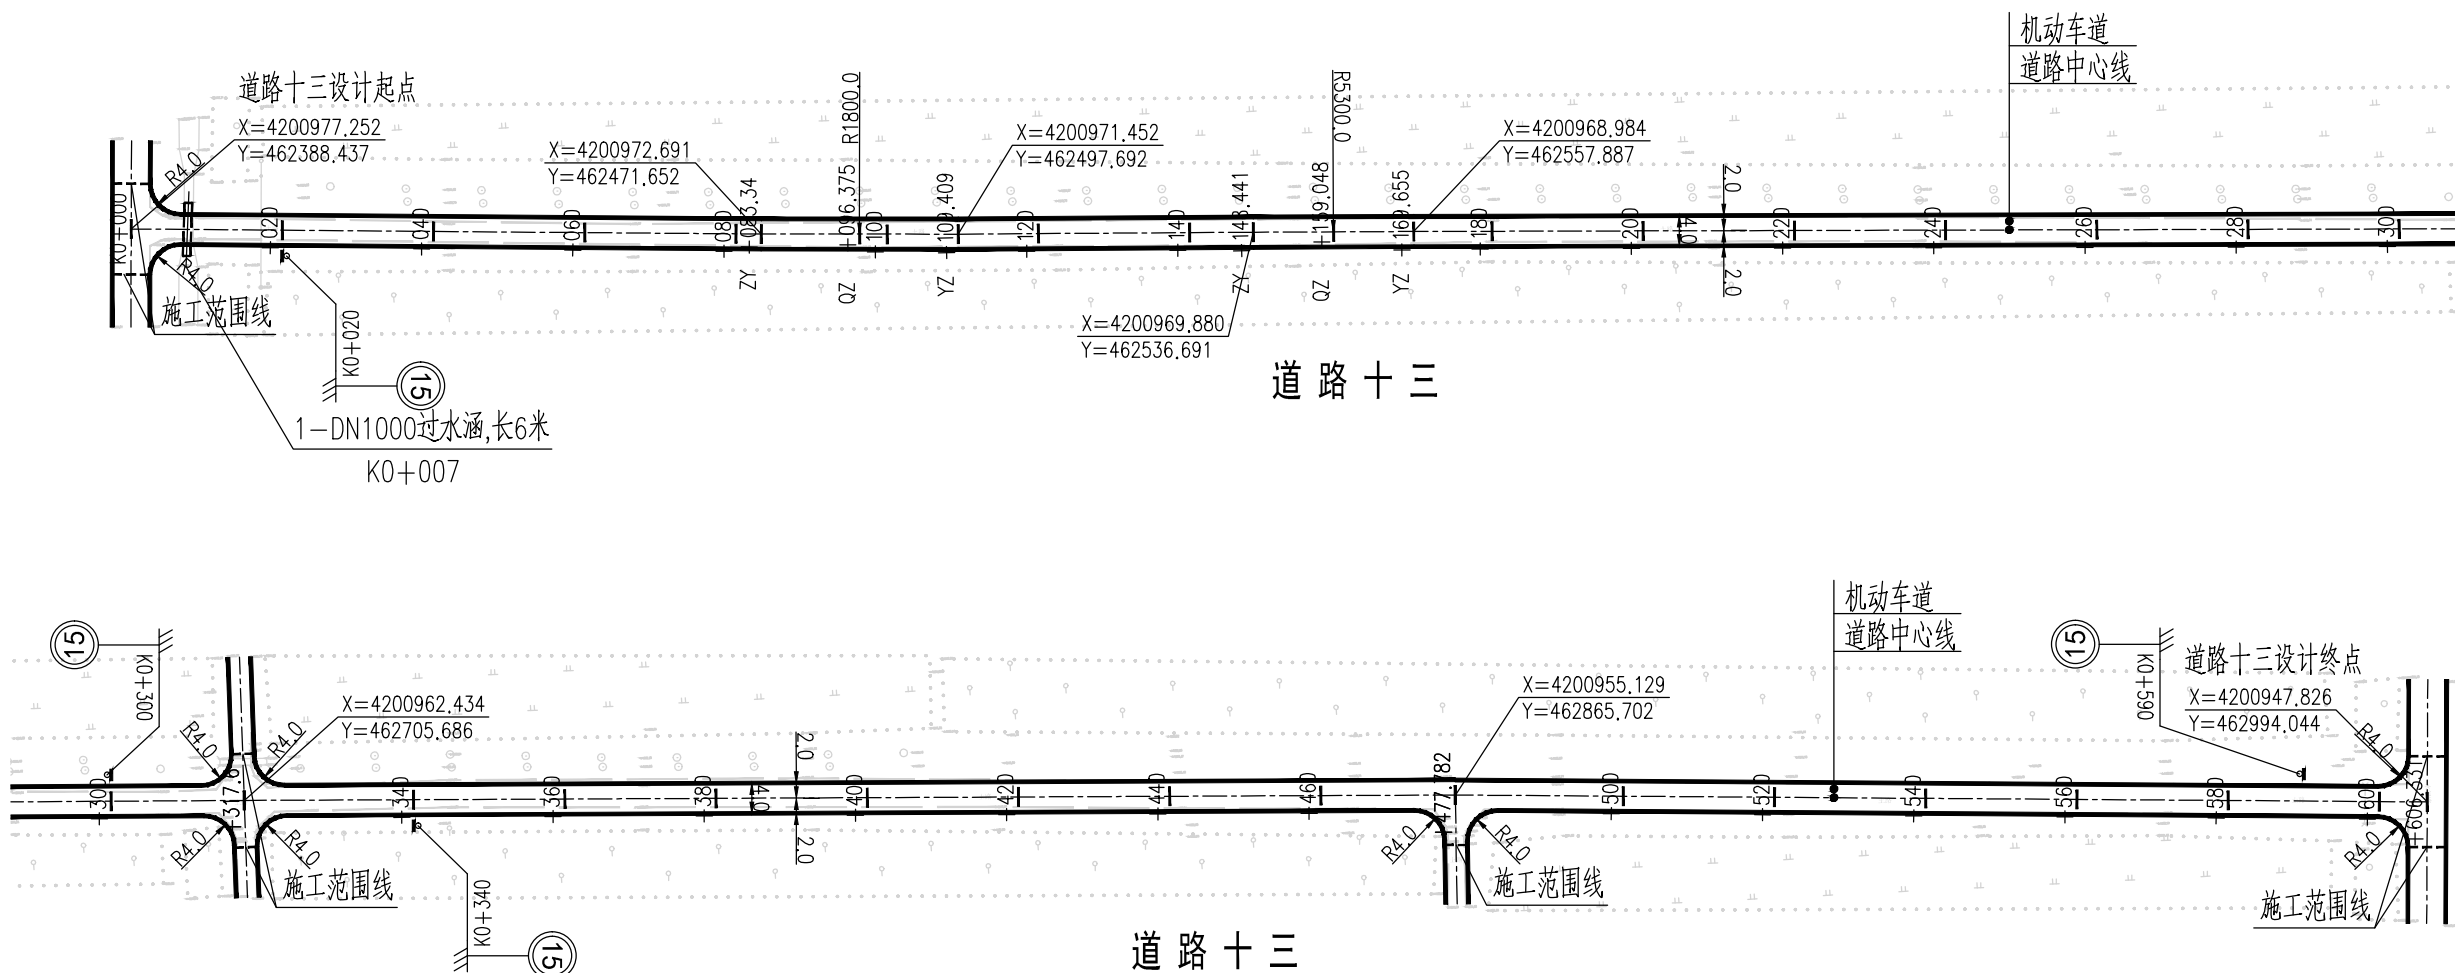 机动车道
道路中心线
道路十三设计起点
X=4200977.252
Y=462388.437
X=4200972.691
Y=462471.652
R1800.0
X=4200971.452
Y=462497.692
R5300.0
X=4200968.984
Y=462557.887
R4.0
K0+000
+020
+040
+060
+080
ZY +083.34
QZ +096.375
+100
YZ +109.409
+120
+140
ZY +148.441
QZ +159.048
YZ +169.655
+180
+200
4.0
2.0
2.0
+220
+240
+260
+280
+300
R4.0
施工范围线
K0+020
15
X=4200969.880
Y=462536.691
道路十三
1-DN1000过水涵,长6米
K0+007
机动车道
道路中心线
15
K0+300
15
K0+590
道路十三设计终点
X=4200947.826
Y=462994.044
X=4200962.434
Y=462705.686
X=4200955.129
Y=462865.702
R4.0
R4.0
R4.0
+300
+317.6
+340
+360
+380
4.0
2.0
2.0
+400
+420
+440
+460
+477.782
+500
+520
+540
+560
+580
+600
+609.331
R4.0
R4.0
R4.0
R4.0
R4.0
施工范围线
施工范围线
施工范围线
K0+340
15
道路十三